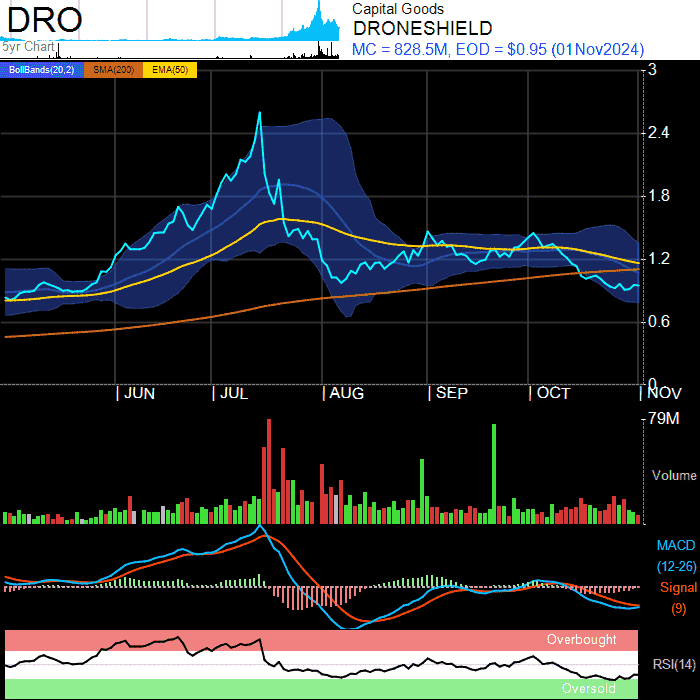 DRO
Capital Goods
DRONESHIELD
5yr Chart
MC = 828.5M, EOD = $0.95 (01Nov2024)
BollBands(20,2) SMA(200) EMA(50)
3
2.4
1.8
1.2
0.6
0
JUN JUL AUG SEP OCT NOV
79M
Volume
MACD
(12-26)
Signal
(9)
Overbought
RSI(14)
Oversold